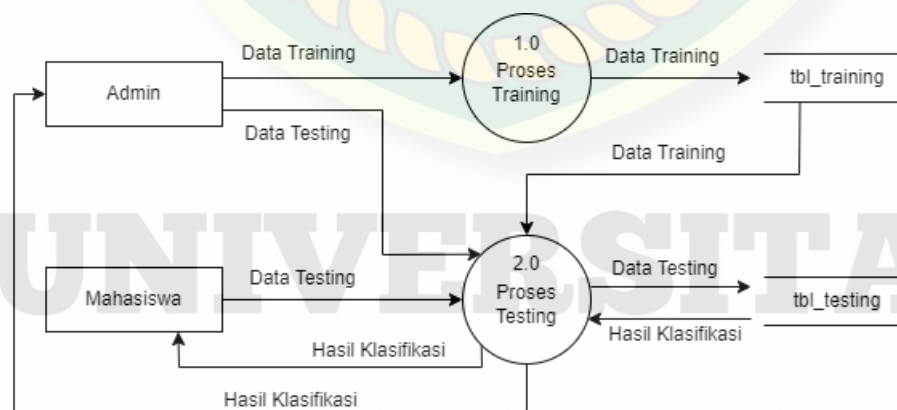 Data Training
1.0
Proses
Training
Data Training
tbl_training
Admin
Data Testing
Data Training
UNIVERSITA
2.0
Proses
Testing
Mahasiswa
Data Testing
Data Testing
tbl_testing
Hasil Klasifikasi
Hasil Klasifikasi
Hasil Klasifikasi